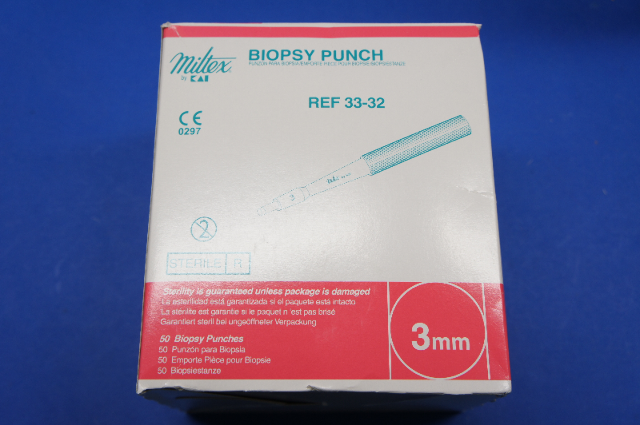 Miltex
by KAI
BIOPSY PUNCH
REF 33-32
CE
0297
2
STERILE R
Sterility is guaranteed unless package is damaged
La esterilidad está garantizada si el paquete está intacto
La stérilité est garantie si le paquet n'est pas brisé
Garantiert steril bei ungeöffneter Verpackung
50 Biopsy Punches
50 Punzón para Biopsia
50 Emporte Pièce pour Biopsie
50 Biopsiestanze
3mm